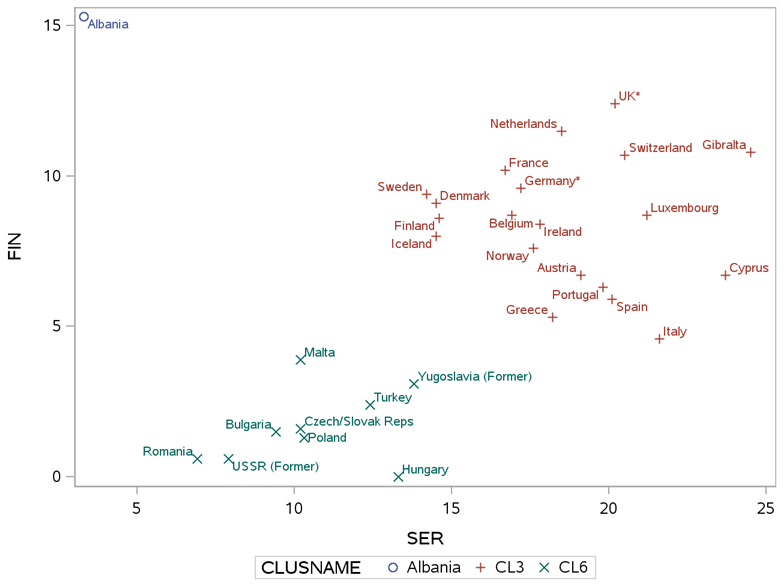 15
Albania
UK*
Netherlands
Switzerland
Gibralta
10
France
Germany*
Sweden
Denmark
Luxembourg
Finland
Belgium
Ireland
Iceland
FIN
Norway
Austria
Cyprus
Portugal
Spain
Greece
5
Italy
Malta
Yugoslavia (Former)
Turkey
Bulgaria
Czech/Slovak Reps
Poland
Romania
USSR (Former)
Hungary
0
5
10
15
20
25
SER
CLUSNAME Albania CL3 CL6